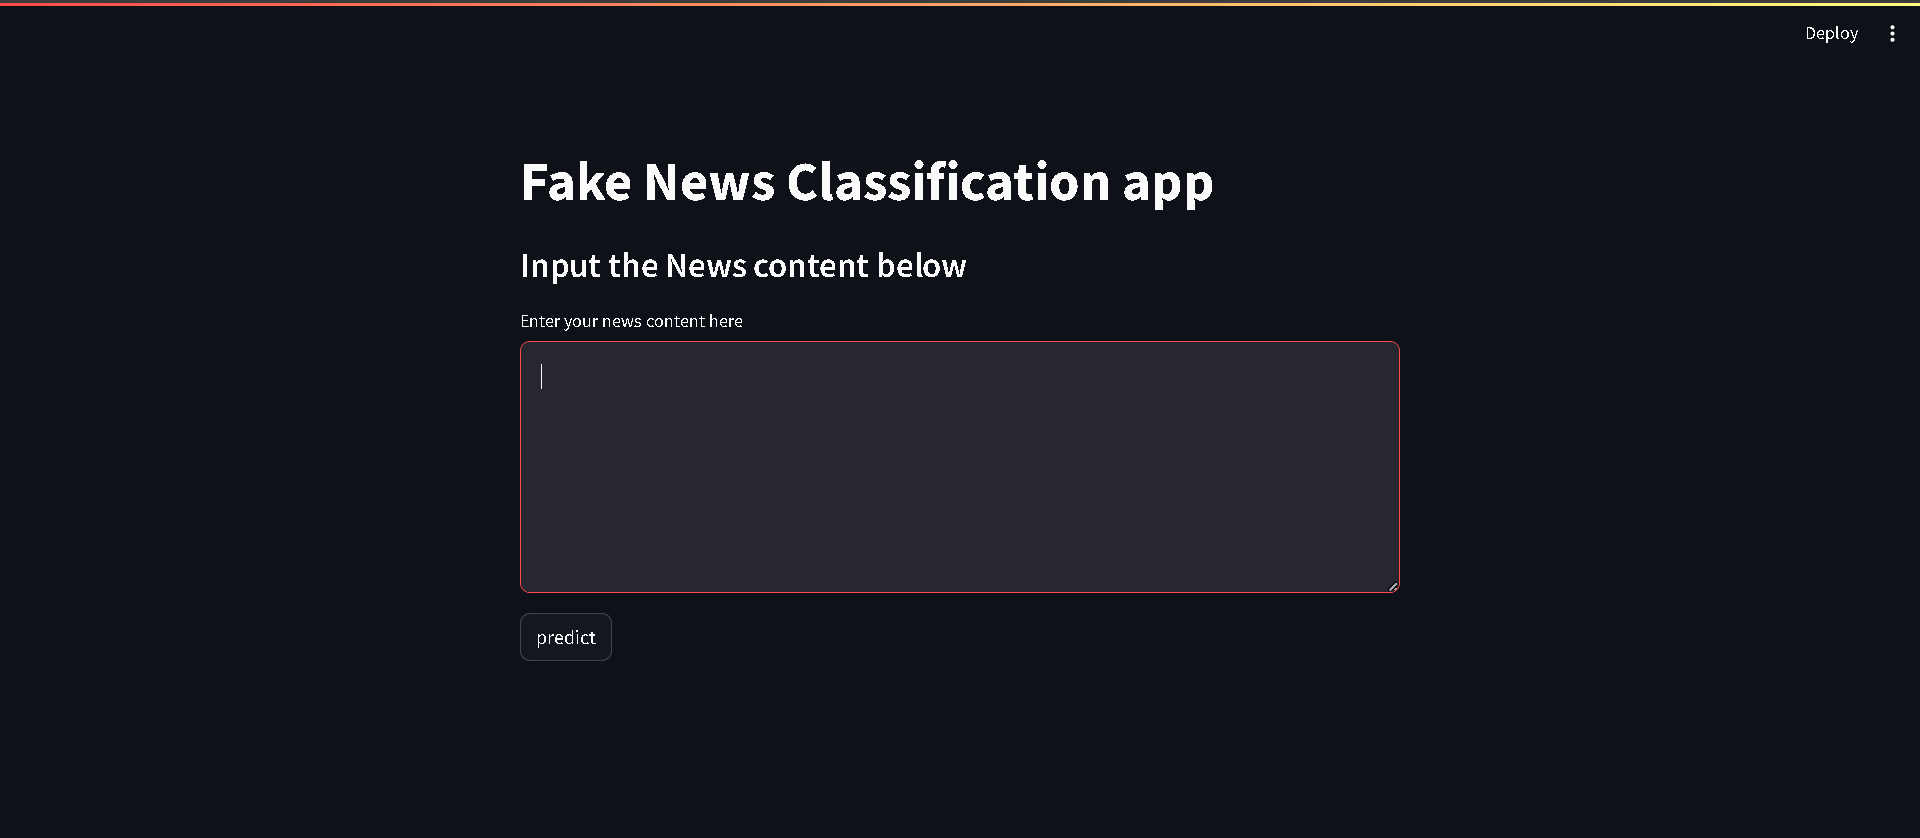 Deploy
Fake News Classification app
Input the News content below
Enter your news content here
predict